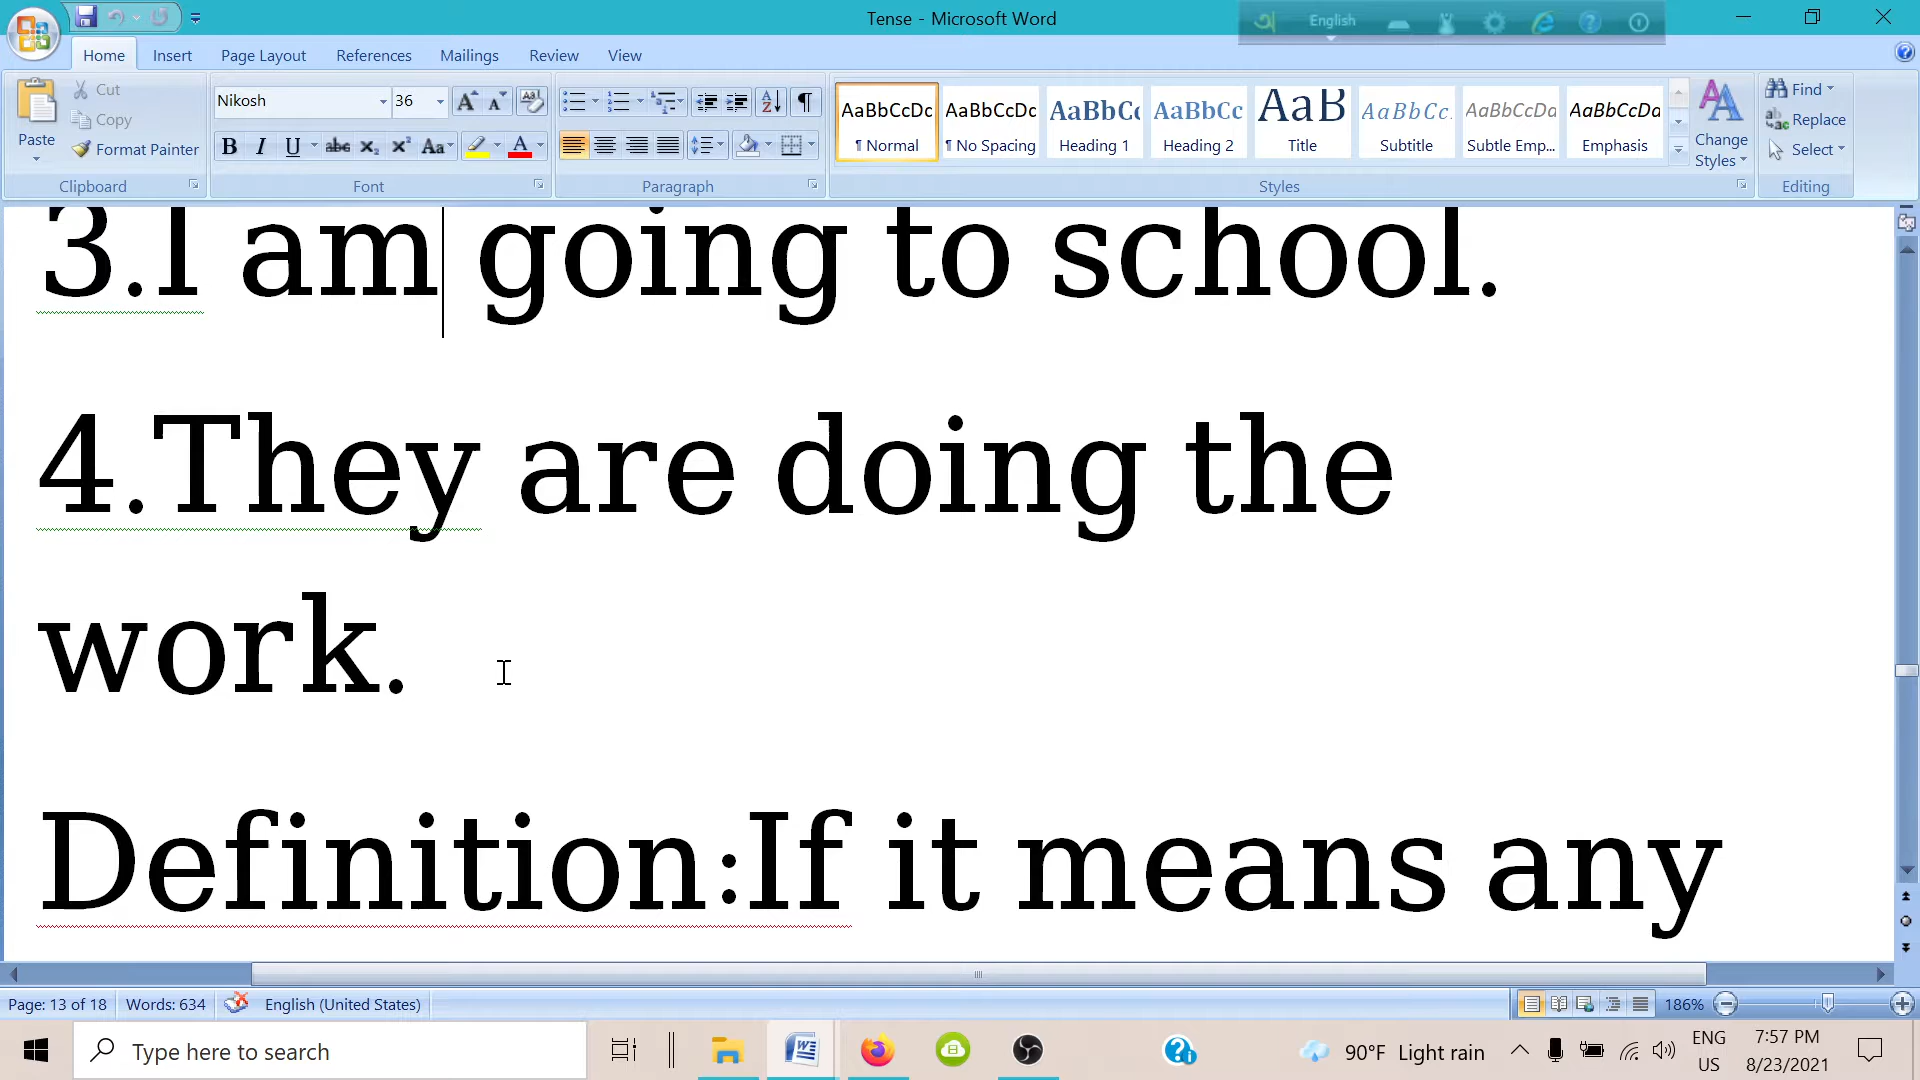 Tense - Microsoft Word
English
Home Insert Page Layout References Mailings Review View
Paste
Cut
Copy
Format Painter
Clipboard
Nikosh 36
Font
Paragraph
AaBbCcDc AaBbCcDc AaBbC( AaBbCc AaB AaBbCc. AaBbCcDa AaBbCcDa
¶ Normal ¶ No Spacing Heading 1 Heading 2 Title Subtitle Subtle Emp... Emphasis
Change Styles
Styles
Find
Replace
Select
Editing
3.I am going to school.
4.They are doing the
work.
Definition:If it means any
Page: 13 of 18 Words: 634 English (United States) 186%
Type here to search
90°F Light rain
ENG
US
7:57 PM
8/23/2021